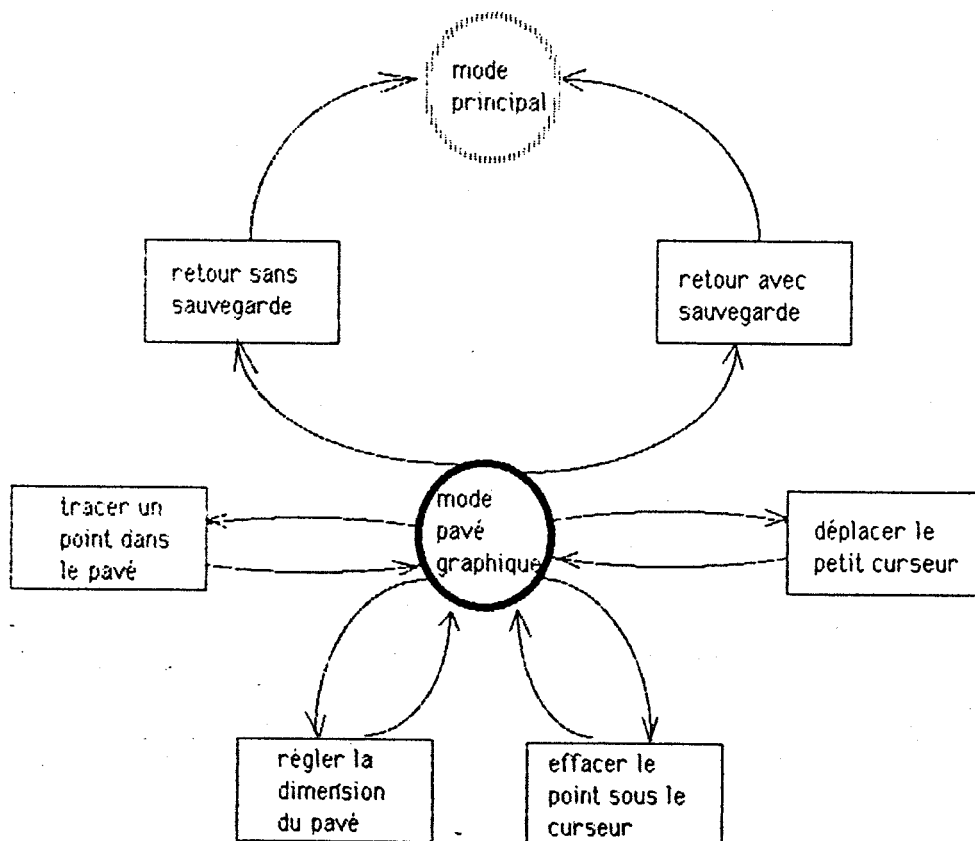 mode
principal
retour sans
sauvegarde
retour avec
sauvegarde
mode
pavé
graphique
tracer un
point dans
le pavé
déplacer le
petit curseur
régler la
dimension
du pavé
effacer le
point sous le
curseur